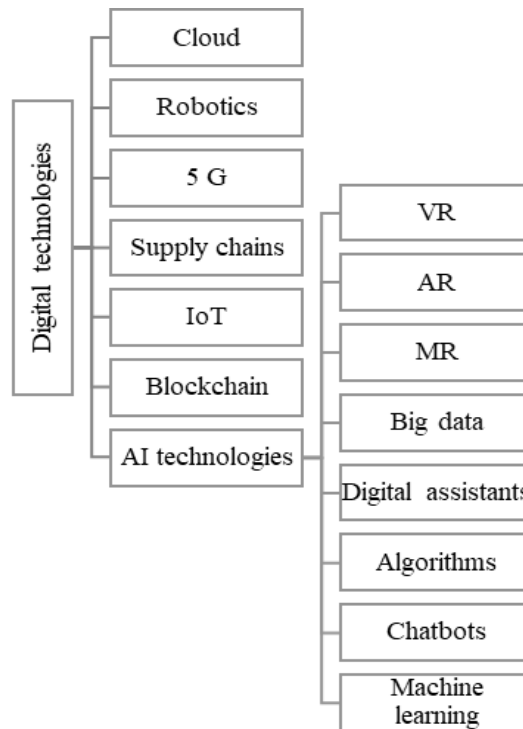 Digital technologies
Cloud
Robotics
5 G
Supply chains
IoT
Blockchain
AI technologies
VR
AR
MR
Big data
Digital assistants
Algorithms
Chatbots
Machine
learning